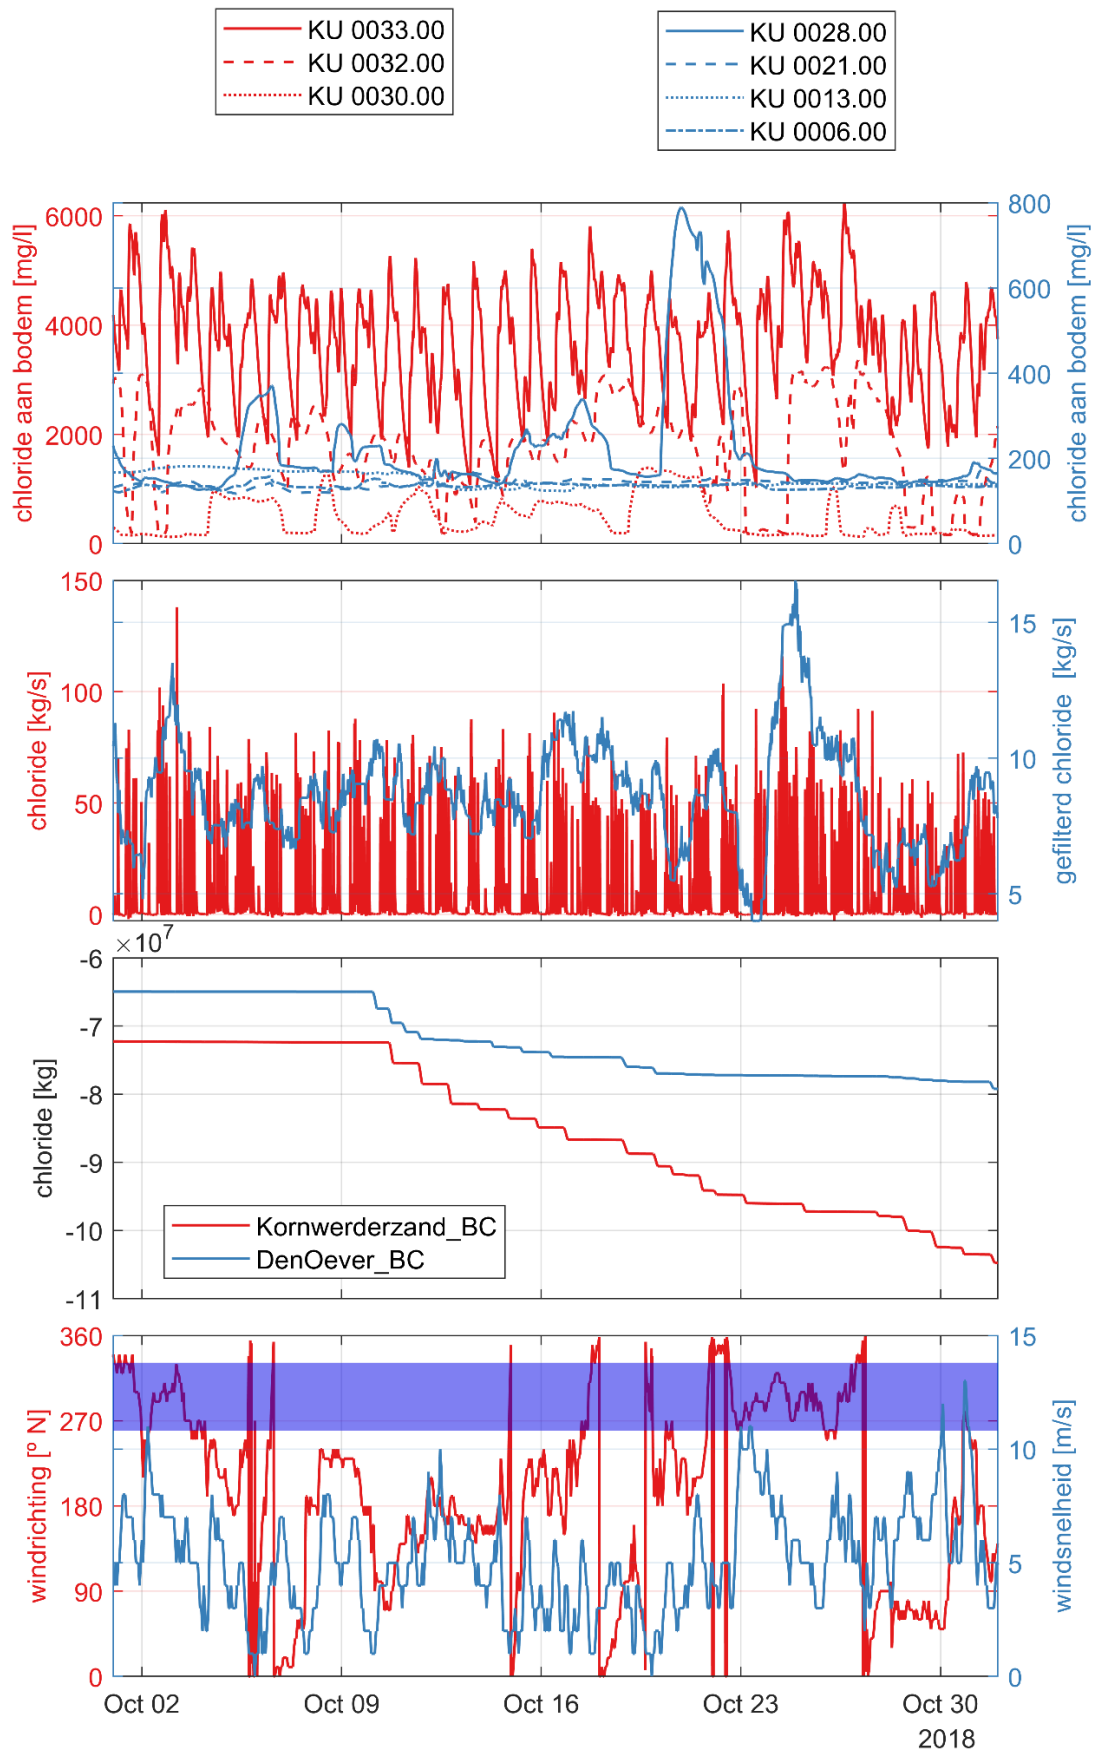 KU 0033.00
KU 0032.00
KU 0030.00
KU 0028.00
KU 0021.00
KU 0013.00
KU 0006.00
chloride aan bodem [mg/l]
6000
4000
2000
0
800
600
400
200
0
chloride aan bodem [mg/l]
chloride [kg/s]
150
100
50
0
15
10
5
gefilterd chloride [kg/s]
×10⁷
chloride [kg]
-6
-7
-8
-9
-10
-11
Kornwerderzand_BC
DenOever_BC
windrichting [º N]
360
270
180
90
0
15
10
5
0
windsnelheid [m/s]
Oct 02
Oct 09
Oct 16
Oct 23
Oct 30
2018